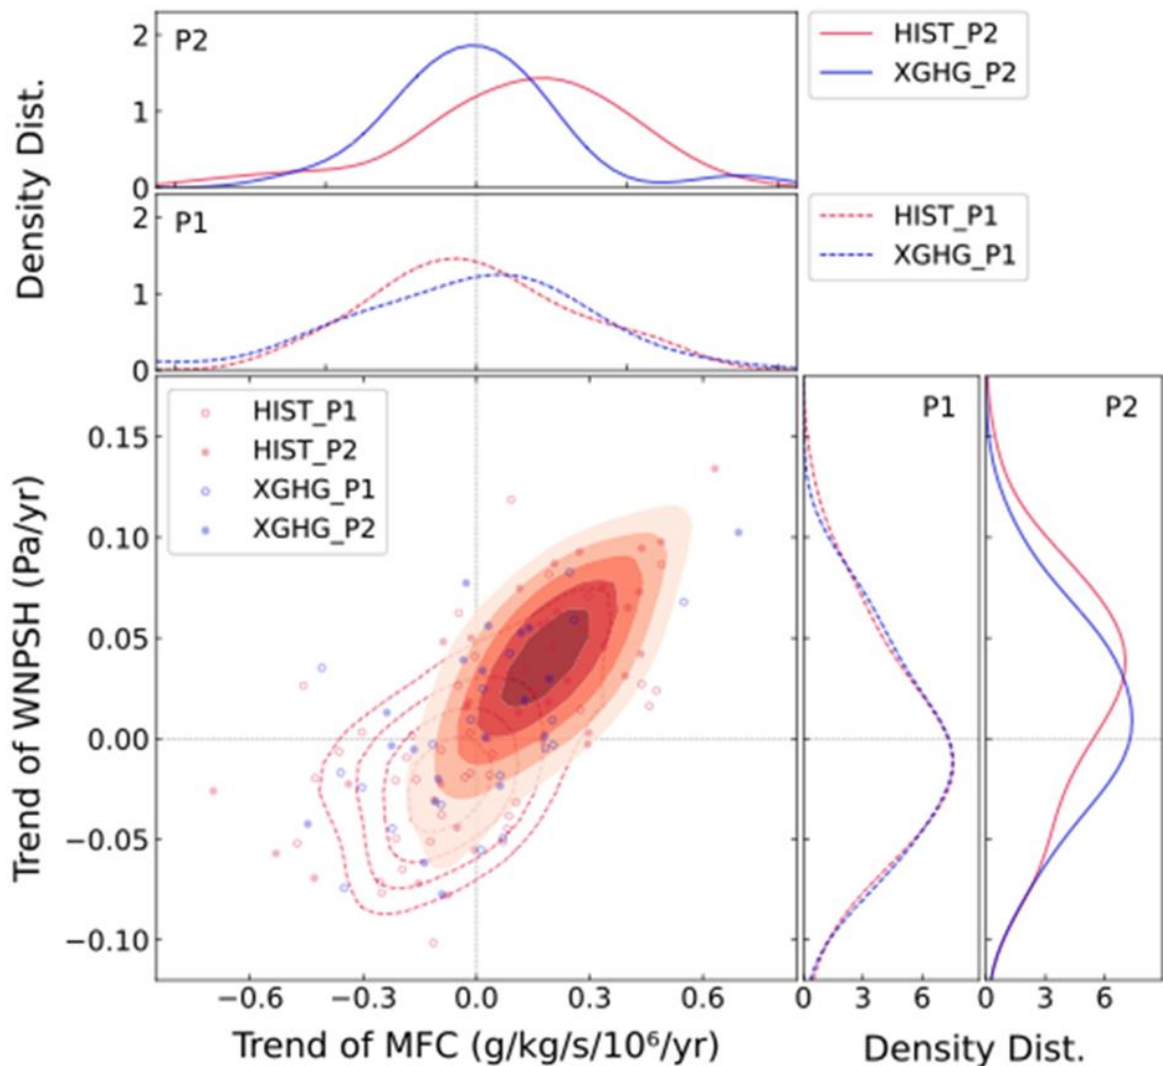 P2
2
1
0
HIST_P2
XGHG_P2
Density Dist.
P1
2
1
0
HIST_P1
XGHG_P1
HIST_P1
HIST_P2
XGHG_P1
XGHG_P2
P1
P2
Trend of WNPSH (Pa/yr)
0.15
0.10
0.05
0.00
−0.05
−0.10
−0.6 −0.3 0.0 0.3 0.6
0 3 6
0 3 6
Trend of MFC (g/kg/s/10⁶/yr)
Density Dist.